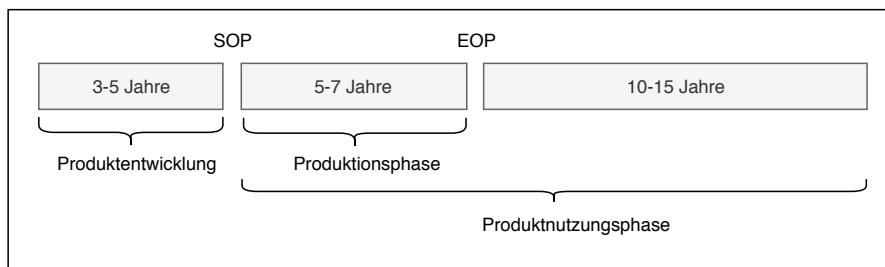 SOP
EOP
3-5 Jahre
5-7 Jahre
10-15 Jahre
Produktentwicklung
Produktionsphase
Produktnutzungsphase